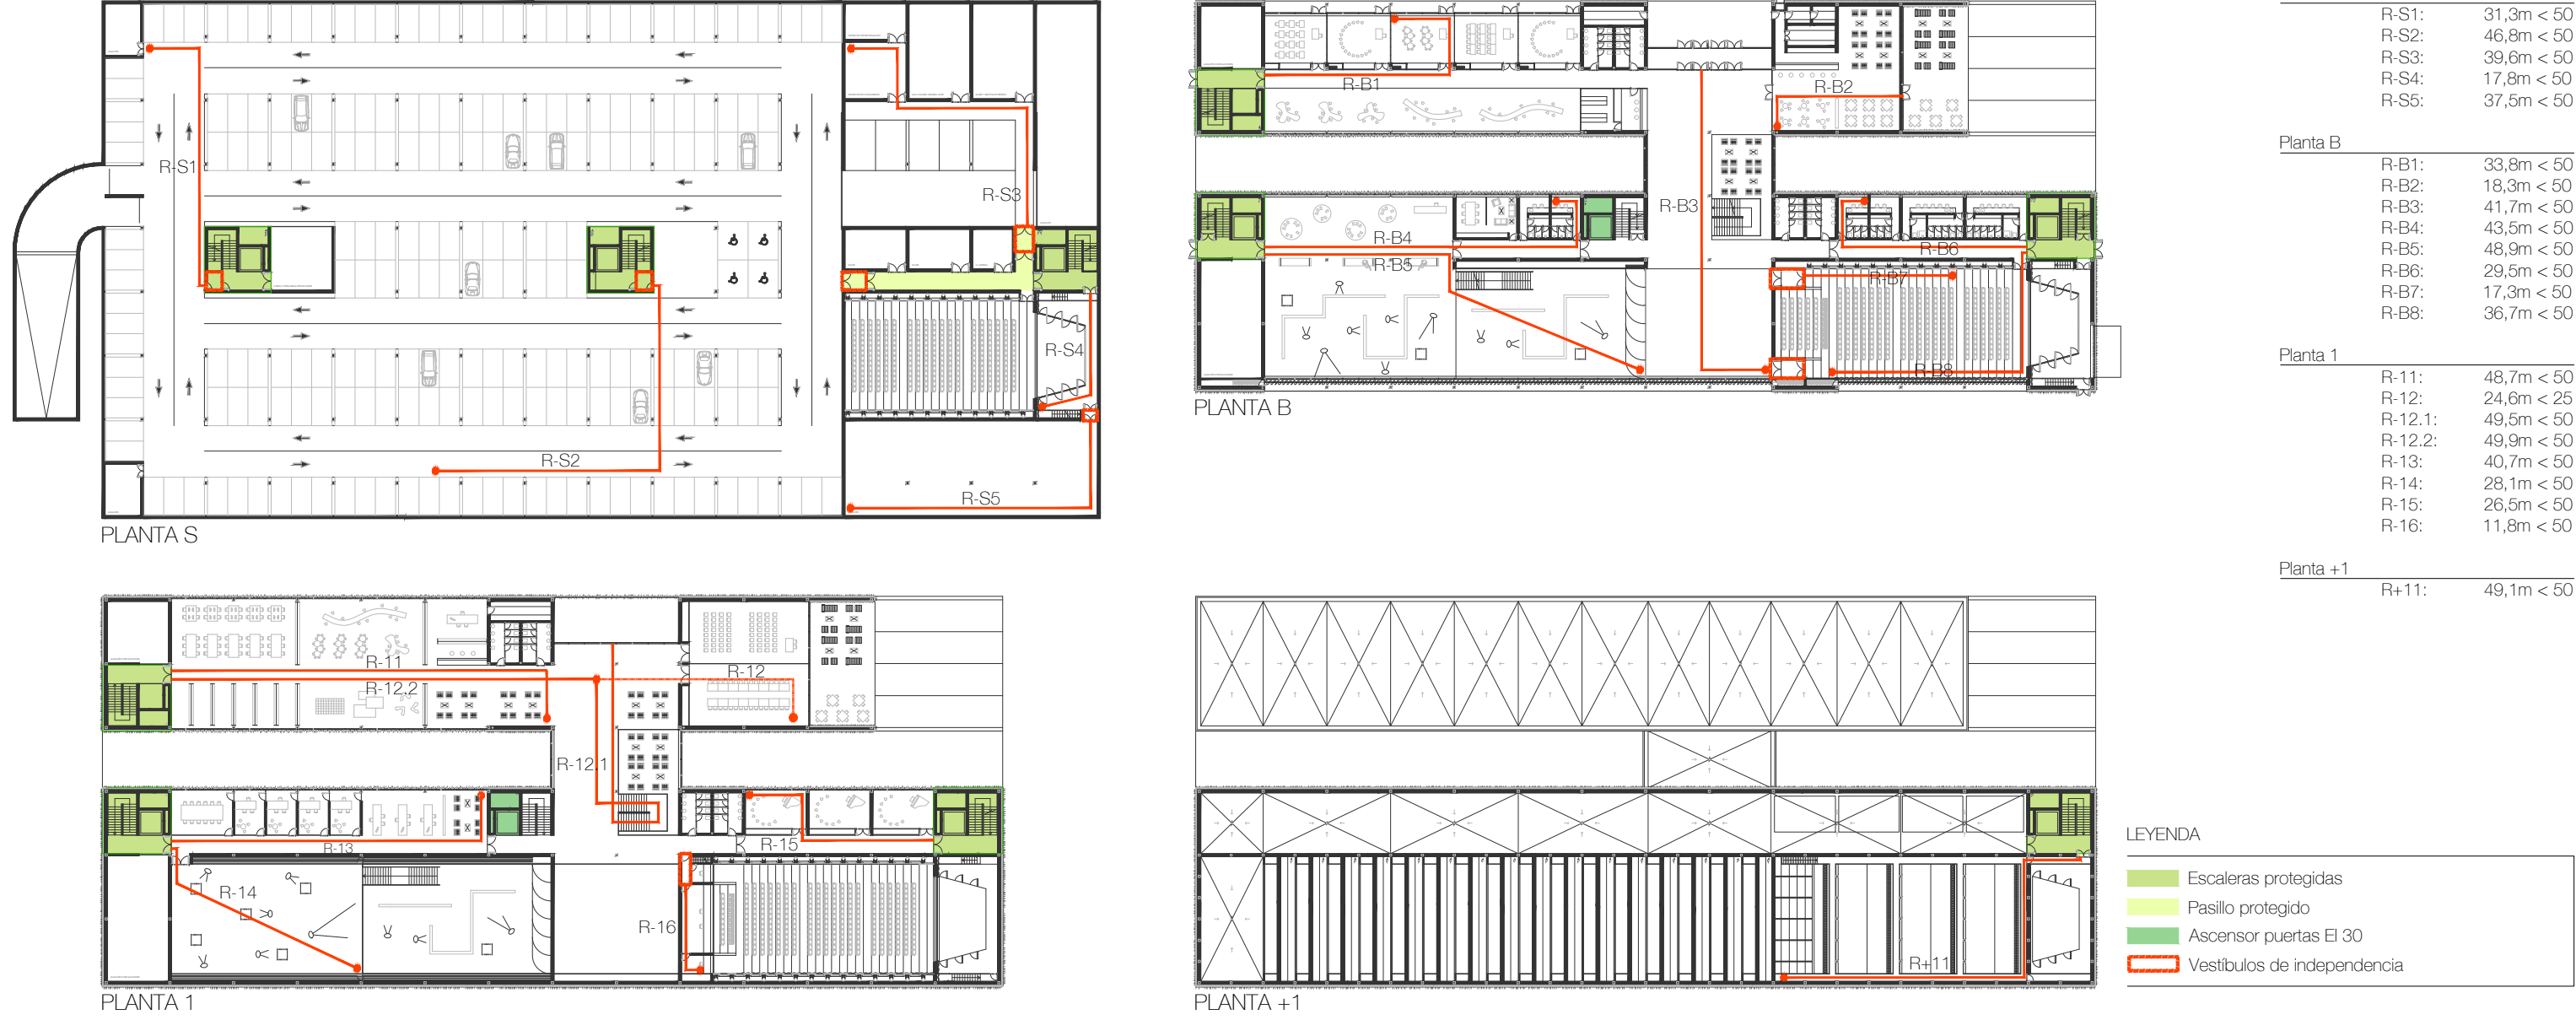 R-S1
R-S2
R-S3
R-S4
R-S5
PLANTA S
R-B1
R-B2
R-B3
R-B4
R-B5
R-B6
R-B7
R-B8
PLANTA B
R-S1: 31,3m < 50
R-S2: 46,8m < 50
R-S3: 39,6m < 50
R-S4: 17,8m < 50
R-S5: 37,5m < 50
Planta B
R-B1: 33,8m < 50
R-B2: 18,3m < 50
R-B3: 41,7m < 50
R-B4: 43,5m < 50
R-B5: 48,9m < 50
R-B6: 29,5m < 50
R-B7: 17,3m < 50
R-B8: 36,7m < 50
Planta 1
R-11: 48,7m < 50
R-12: 24,6m < 25
R-12.1: 49,5m < 50
R-12.2: 49,9m < 50
R-13: 40,7m < 50
R-14: 28,1m < 50
R-15: 26,5m < 50
R-16: 11,8m < 50
Planta +1
R+11: 49,1m < 50
R-11
R-12
R-12.2
R-12.1
R-13
R-15
R-14
R-16
PLANTA 1
R+11
PLANTA +1
LEYENDA
Escaleras protegidas
Pasillo protegido
Ascensor puertas EI 30
Vestíbulos de independencia